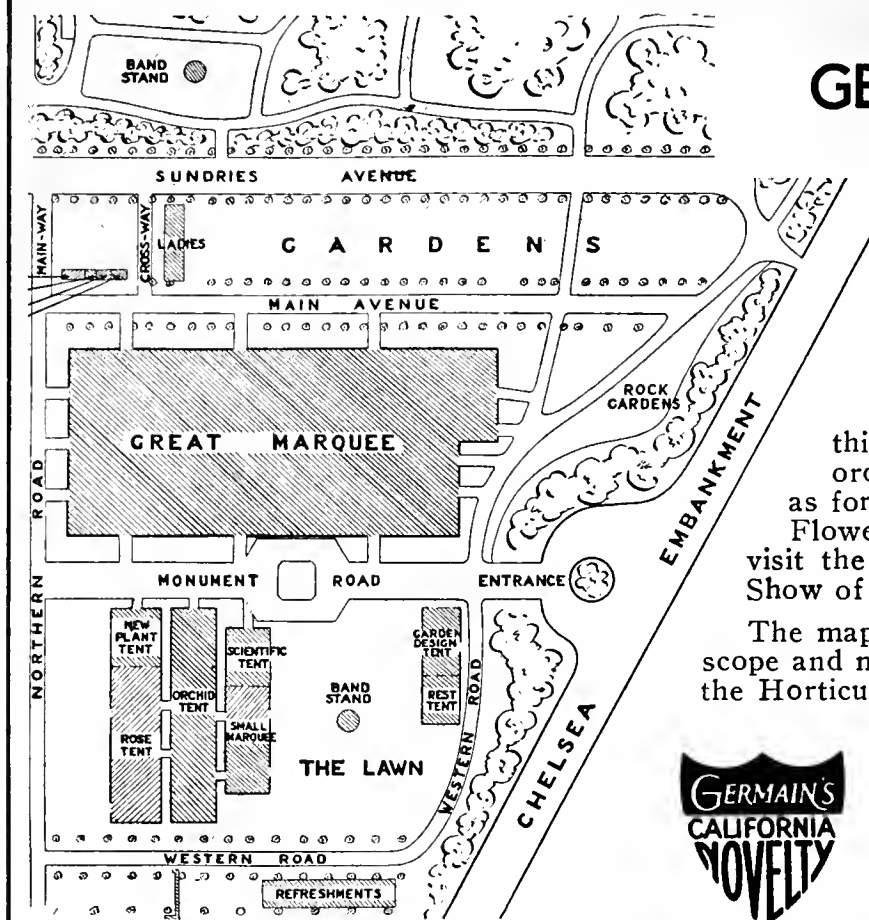 BAND
STAND
GE
SUNDRIES AVENUE
MAIN-WAY
CROSS-WAY
LADIES
GARDENS
MAIN AVENUE
ROCK
GARDENS
GREAT MARQUEE
NORTHERN ROAD
CHELSEA EMBANKMENT
MONUMENT ROAD
ENTRANCE
NEW
PLANT
TENT
SCIENTIFIC
TENT
GARDEN
DESIGN
TENT
ORCHID
TENT
REST
TENT
BAND
STAND
ROSE
TENT
SMALL
MARQUEE
THE LAWN
WESTERN ROAD
WESTERN ROAD
REFRESHMENTS
thi
as for
Flowe
visit the
Show of
The map
scope and
the Horticu
GERMAIN'S
CALIFORNIA
NOVELTY